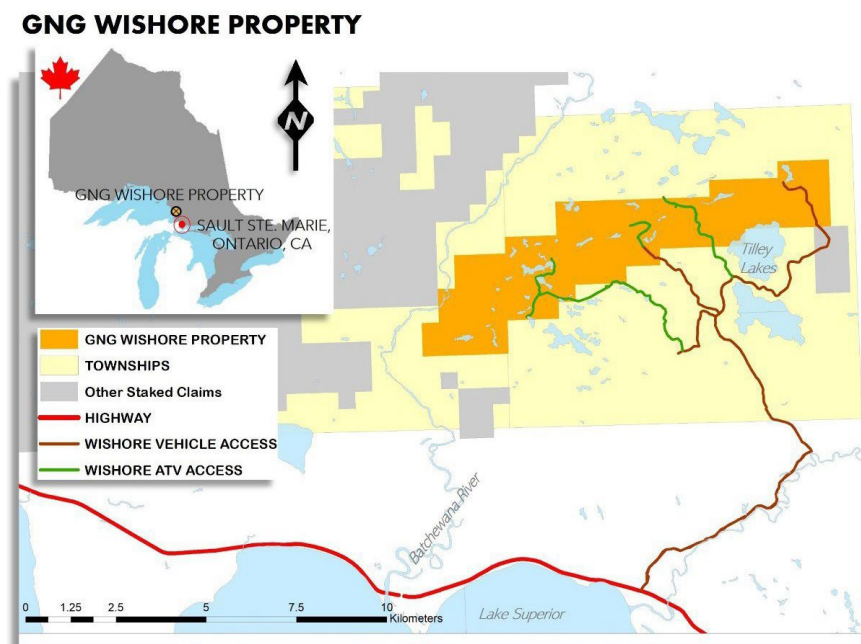 GNG WISHORE PROPERTY
N
GNG WISHORE PROPERTY
SAULT STE. MARIE,
ONTARIO, CA
Tilley
Lakes
GNG WISHORE PROPERTY
TOWNSHIPS
Other Staked Claims
HIGHWAY
WISHORE VEHICLE ACCESS
WISHORE ATV ACCESS
Batchewana River
0 1.25 2.5 5 7.5 10
Kilometers
Lake Superior